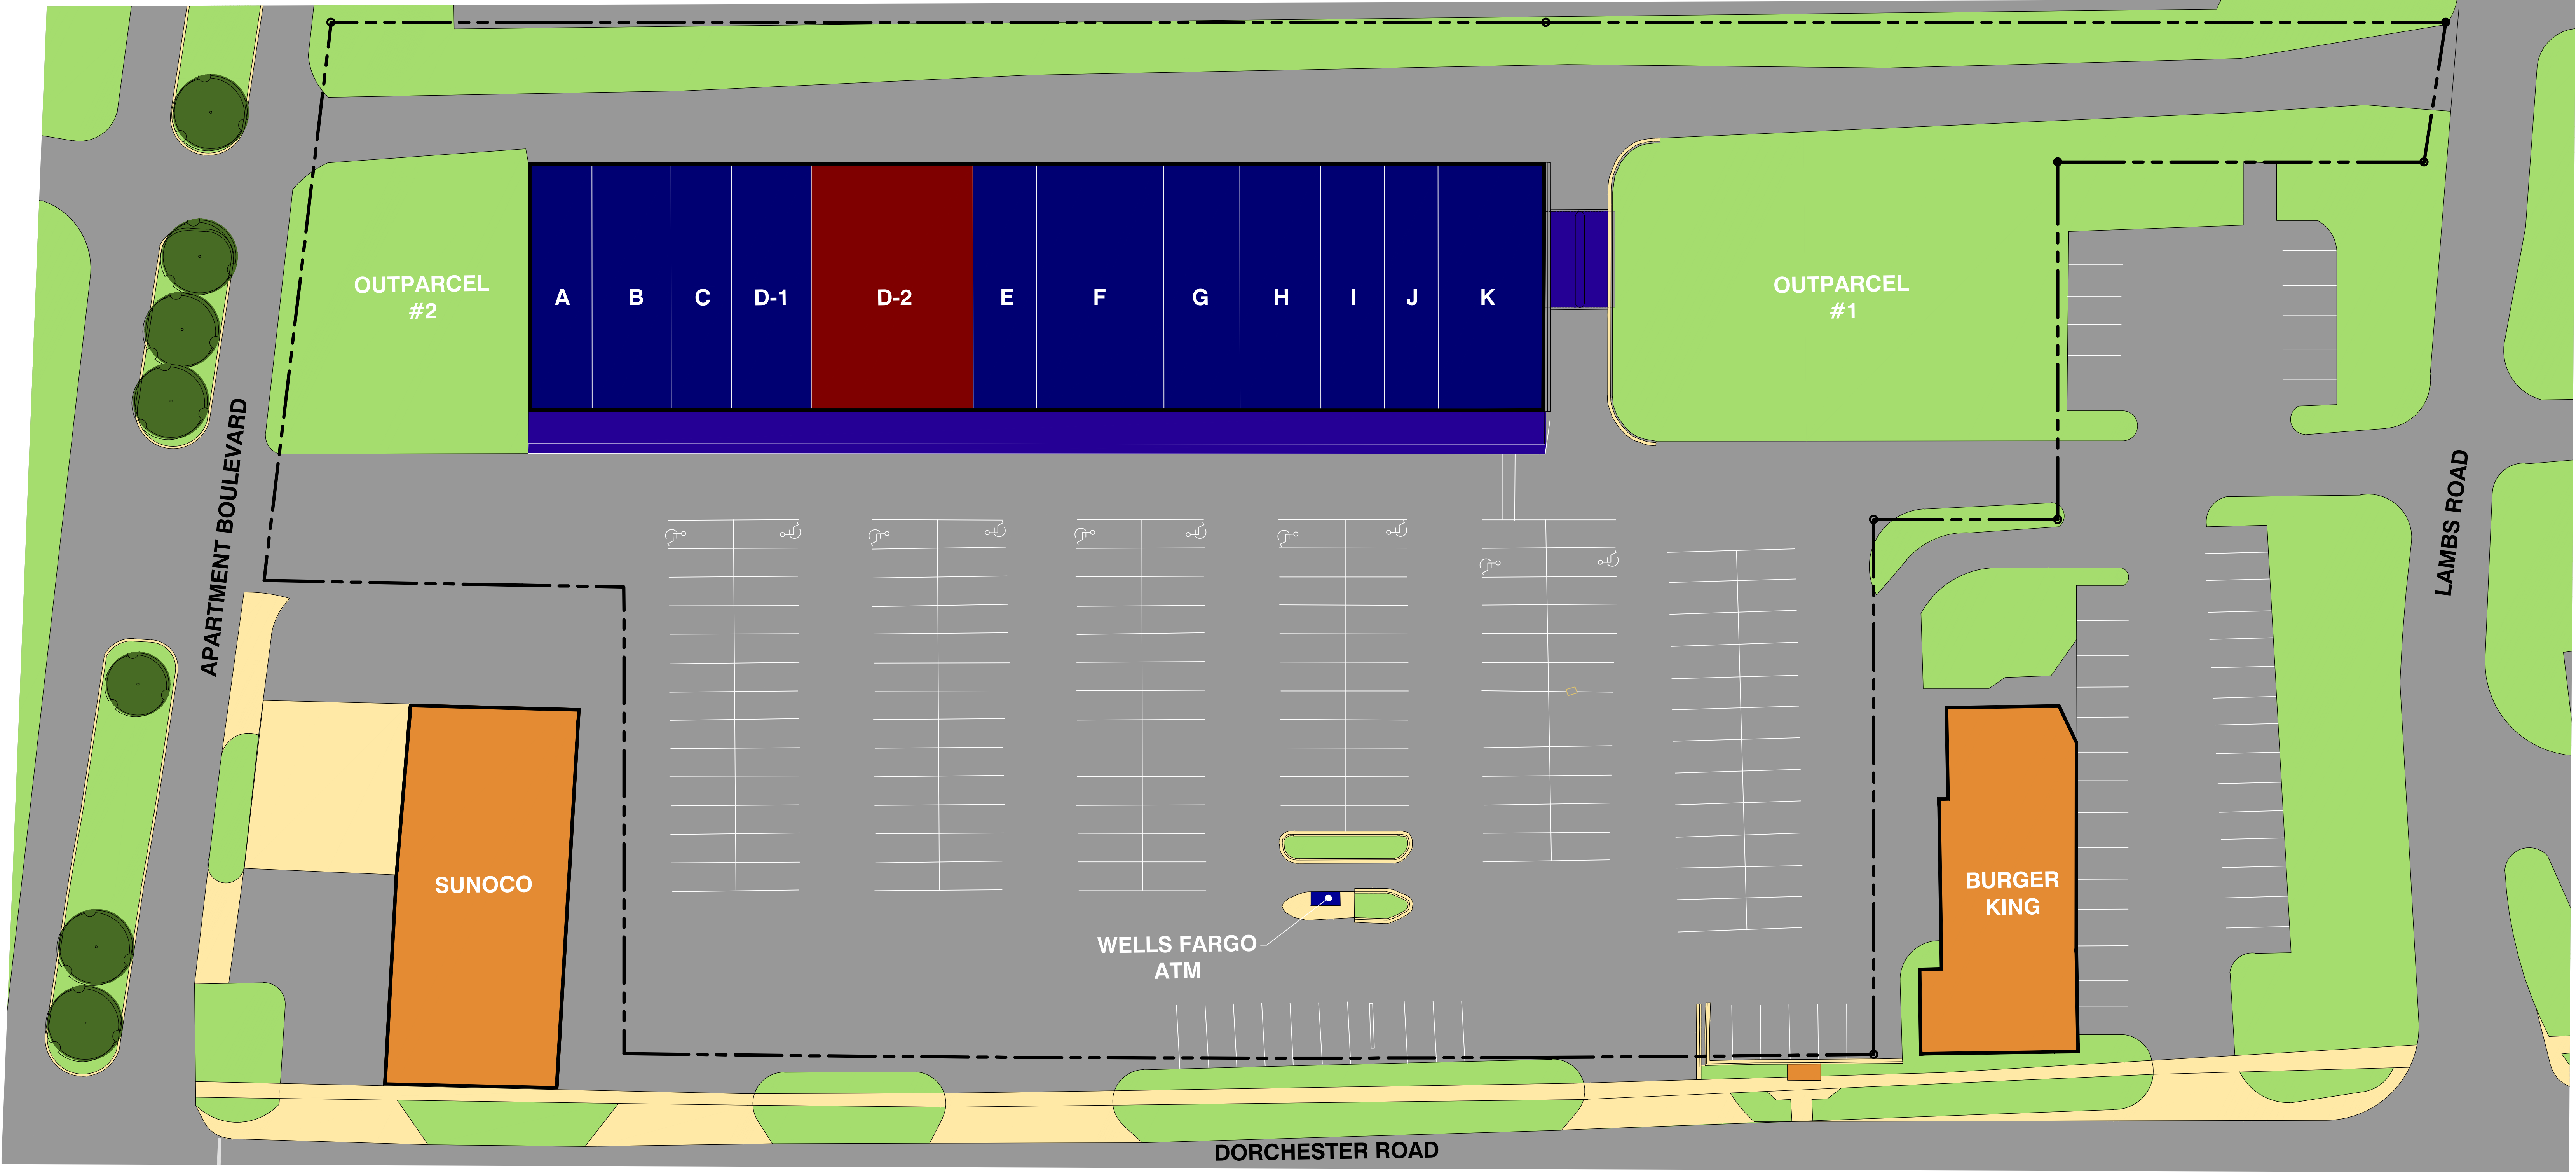 OUTPARCEL
#2
A
B
C
D-1
D-2
E
F
G
H
I
J
K
OUTPARCEL
#1
APARTMENT BOULEVARD
LAMBS ROAD
SUNOCO
BURGER
KING
WELLS FARGO
ATM
DORCHESTER ROAD